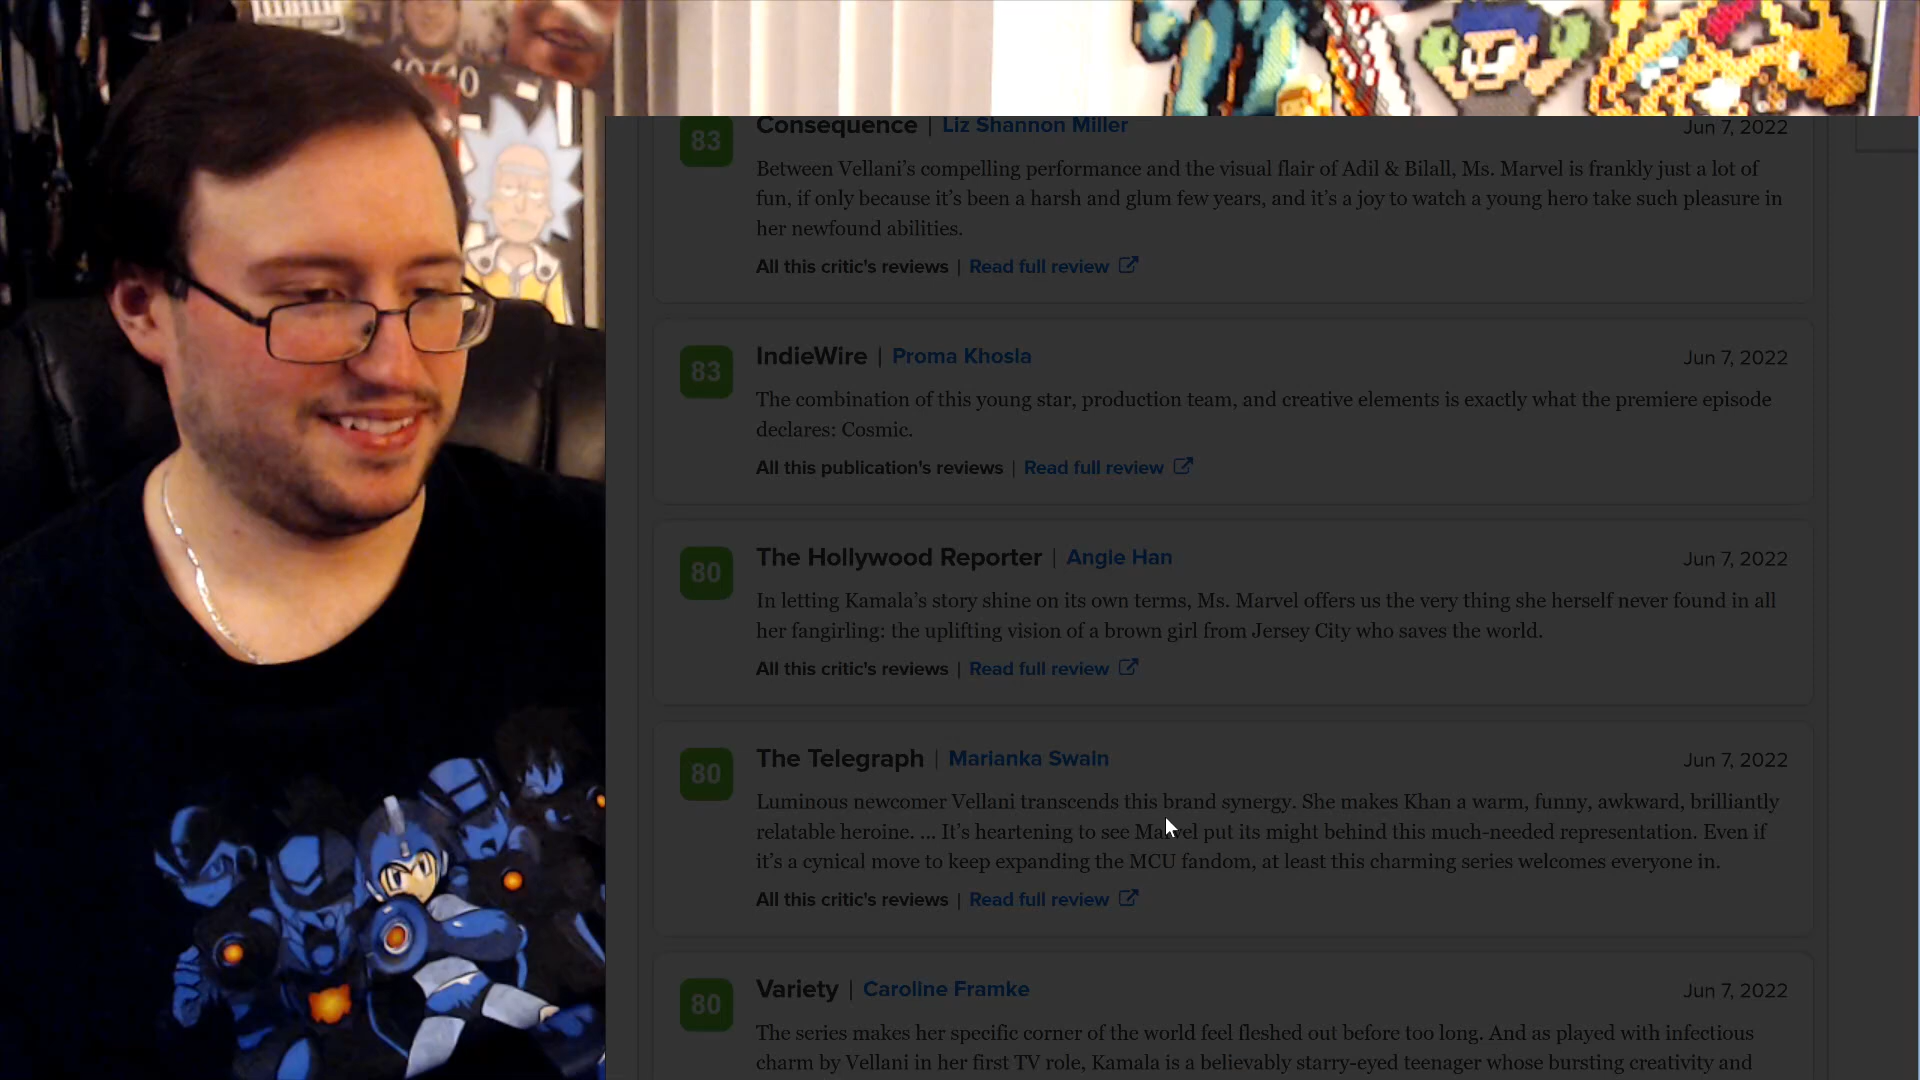 10/10
83
Consequence | Liz Shannon Miller
Jun 7, 2022
Between Vellani's compelling performance and the visual flair of Adil & Bilall, Ms. Marvel is frankly just a lot of
fun, if only because it's been a harsh and glum few years, and it's a joy to watch a young hero take such pleasure in
her newfound abilities.
All this critic's reviews | Read full review
83
IndieWire | Proma Khosla
Jun 7, 2022
The combination of this young star, production team, and creative elements is exactly what the premiere episode
declares: Cosmic.
All this publication's reviews | Read full review
80
The Hollywood Reporter | Angie Han
Jun 7, 2022
In letting Kamala's story shine on its own terms, Ms. Marvel offers us the very thing she herself never found in all
her fangirling: the uplifting vision of a brown girl from Jersey City who saves the world.
All this critic's reviews | Read full review
80
The Telegraph | Marianka Swain
Jun 7, 2022
Luminous newcomer Vellani transcends this brand synergy. She makes Khan a warm, funny, awkward, brilliantly
relatable heroine. ... It's heartening to see Marvel put its might behind this much-needed representation. Even if
it's a cynical move to keep expanding the MCU fandom, at least this charming series welcomes everyone in.
All this critic's reviews | Read full review
80
Variety | Caroline Framke
Jun 7, 2022
The series makes her specific corner of the world feel fleshed out before too long. And as played with infectious
charm by Vellani in her first TV role, Kamala is a believably starry-eyed teenager whose bursting creativity and